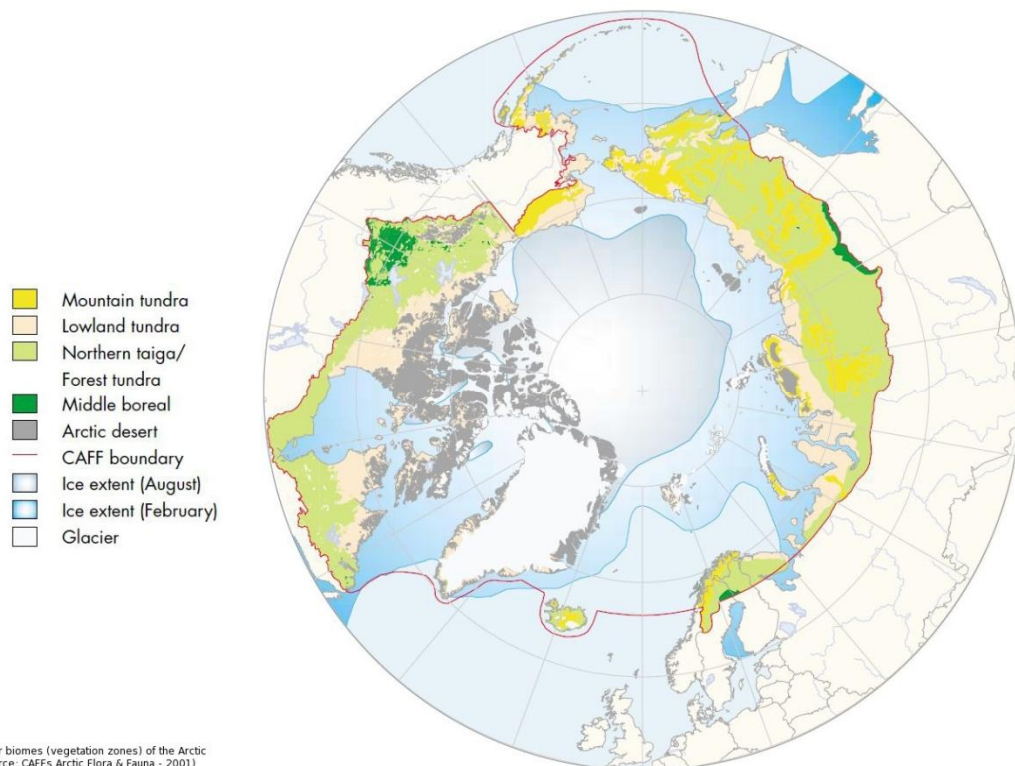 Mountain tundra
Lowland tundra
Northern taiga/
Forest tundra
Middle boreal
Arctic desert
CAFF boundary
Ice extent (August)
Ice extent (February)
Glacier
r biomes (vegetation zones) of the Arctic
rce: CAFFs Arctic Flora & Fauna - 2001)